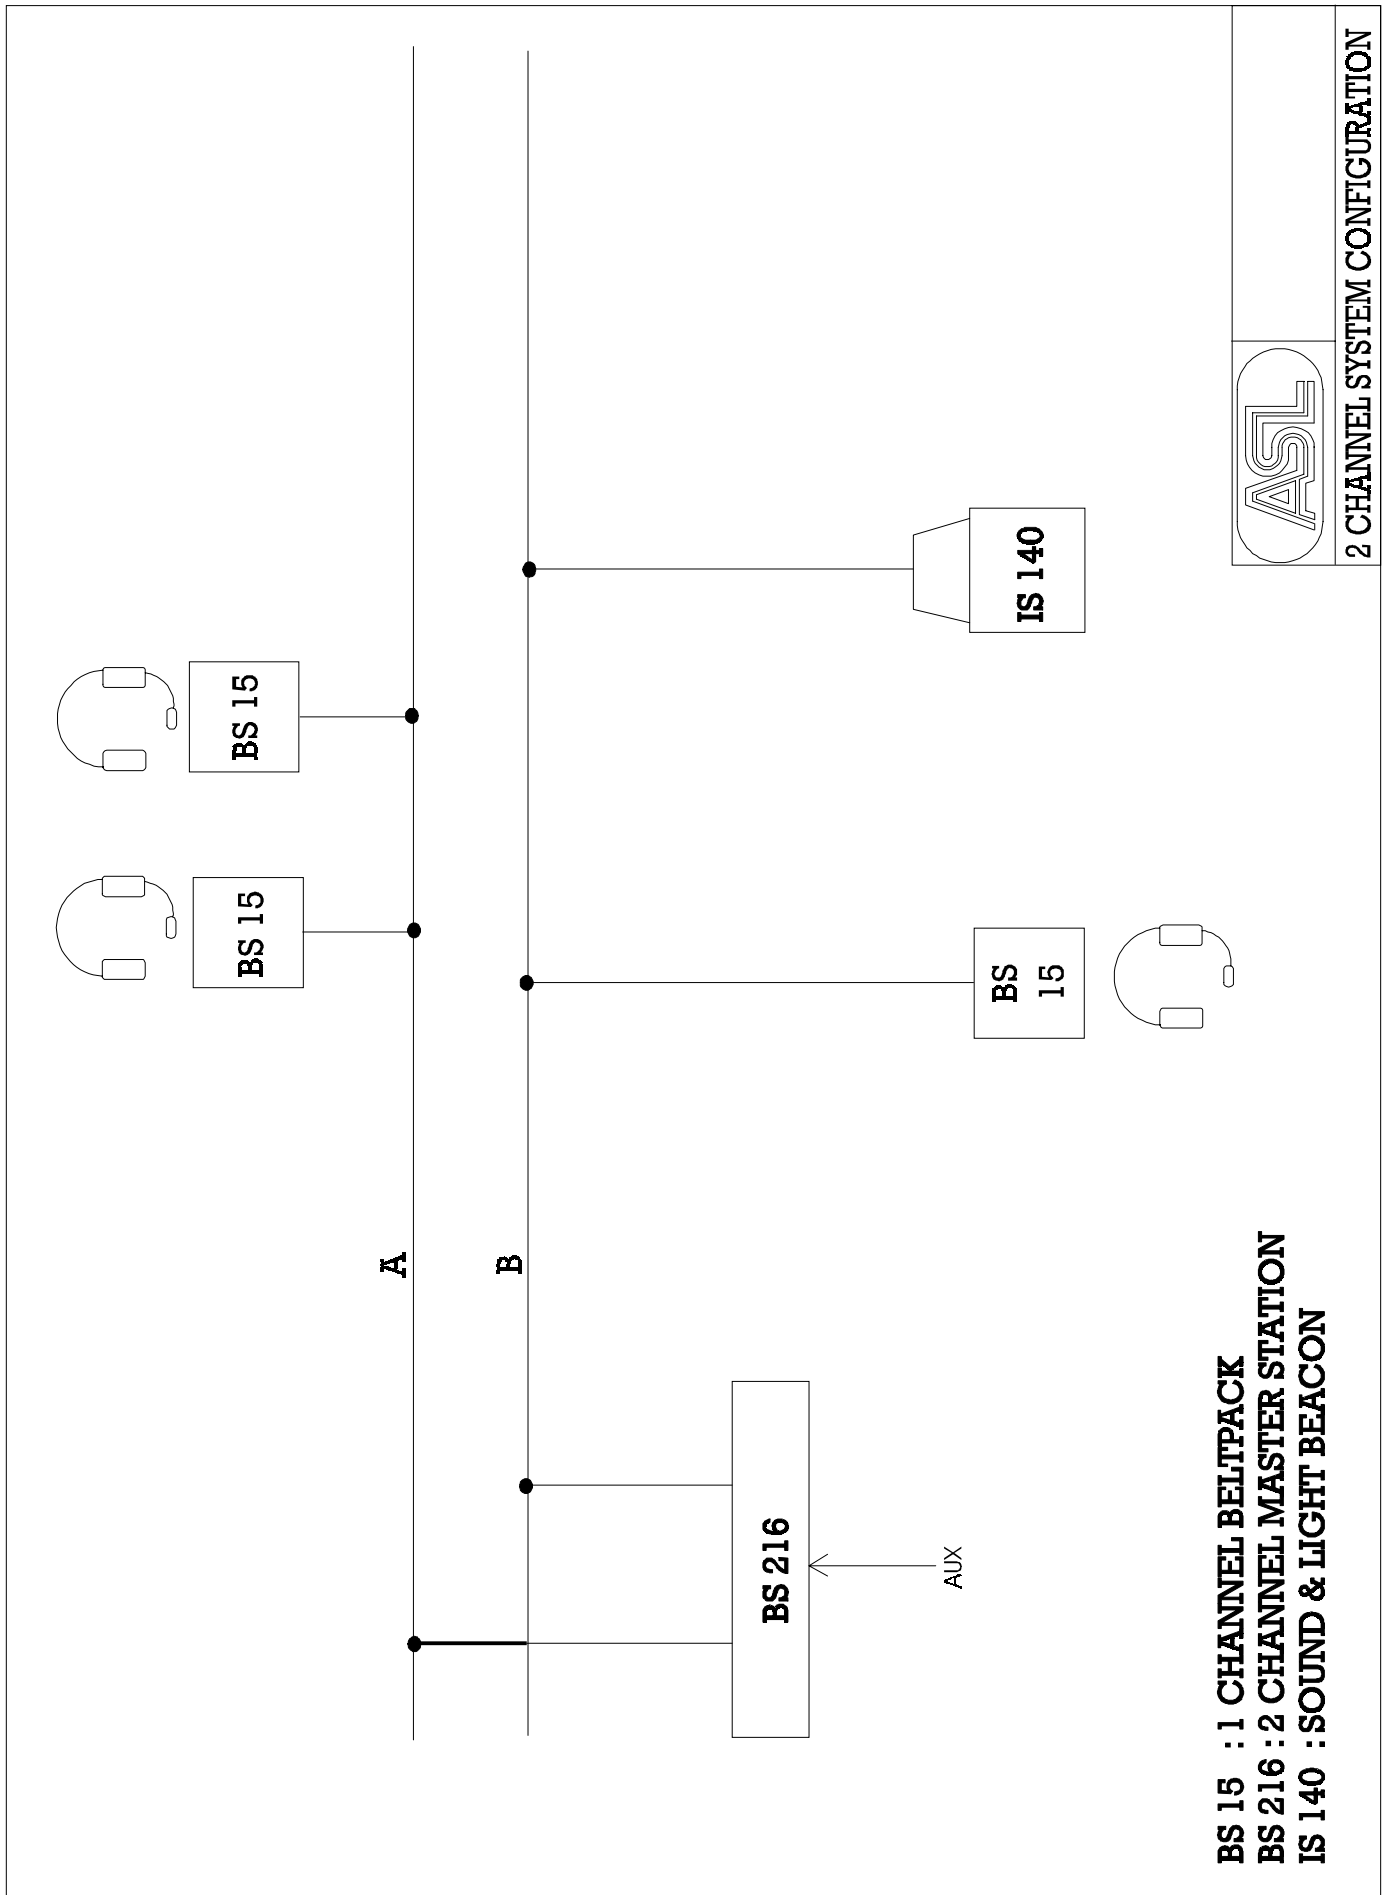 BS 15
BS 15
A
B
BS 216
AUX
BS
15
IS 140
BS 15 : 1 CHANNEL BELTPACK
BS 216 : 2 CHANNEL MASTER STATION
IS 140 : SOUND & LIGHT BEACON
ASL
2 CHANNEL SYSTEM CONFIGURATION